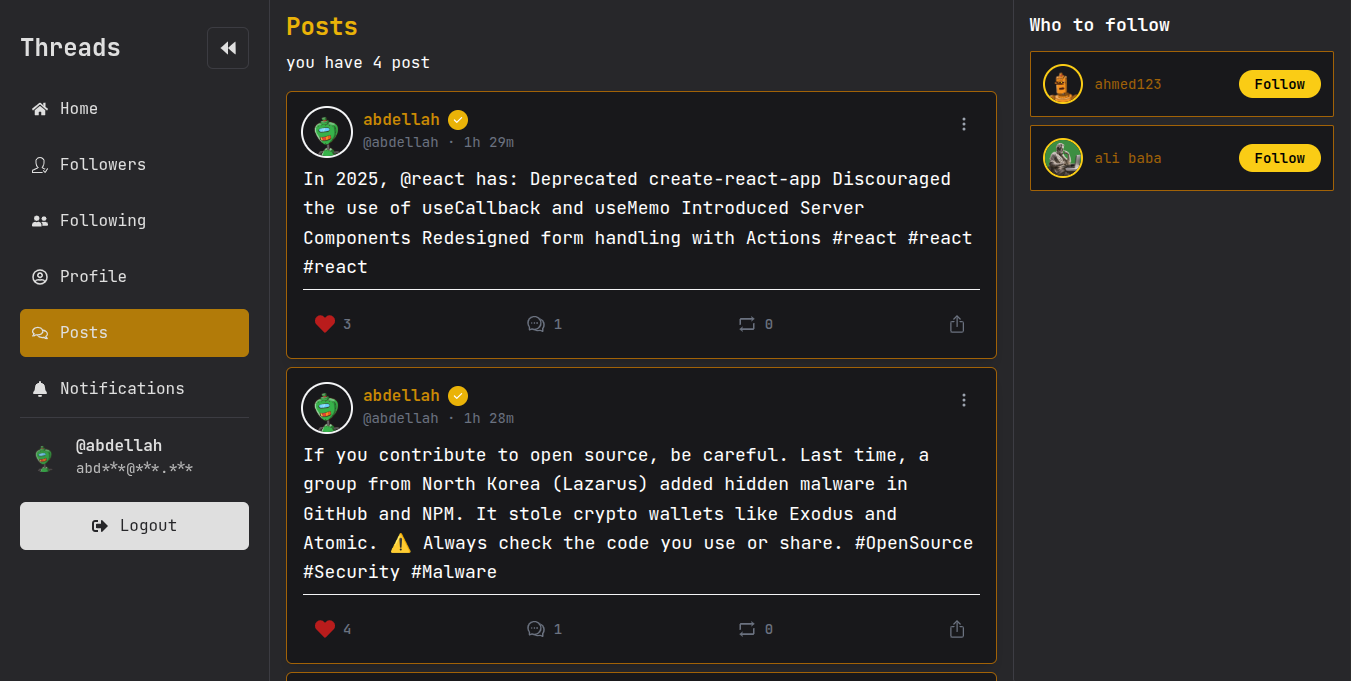 Threads
Home
Followers
Following
Profile
Posts
Notifications
@abdellah
abd***@***.***
Logout
Posts
you have 4 post
abdellah
@abdellah · 1h 29m
In 2025, @react has: Deprecated create-react-app Discouraged
the use of useCallback and useMemo Introduced Server
Components Redesigned form handling with Actions #react #react
#react
3 1 0
abdellah
@abdellah · 1h 28m
If you contribute to open source, be careful. Last time, a
group from North Korea (Lazarus) added hidden malware in
GitHub and NPM. It stole crypto wallets like Exodus and
Atomic. ⚠️ Always check the code you use or share. #OpenSource
#Security #Malware
4 1 0
Who to follow
ahmed123 Follow
ali baba Follow